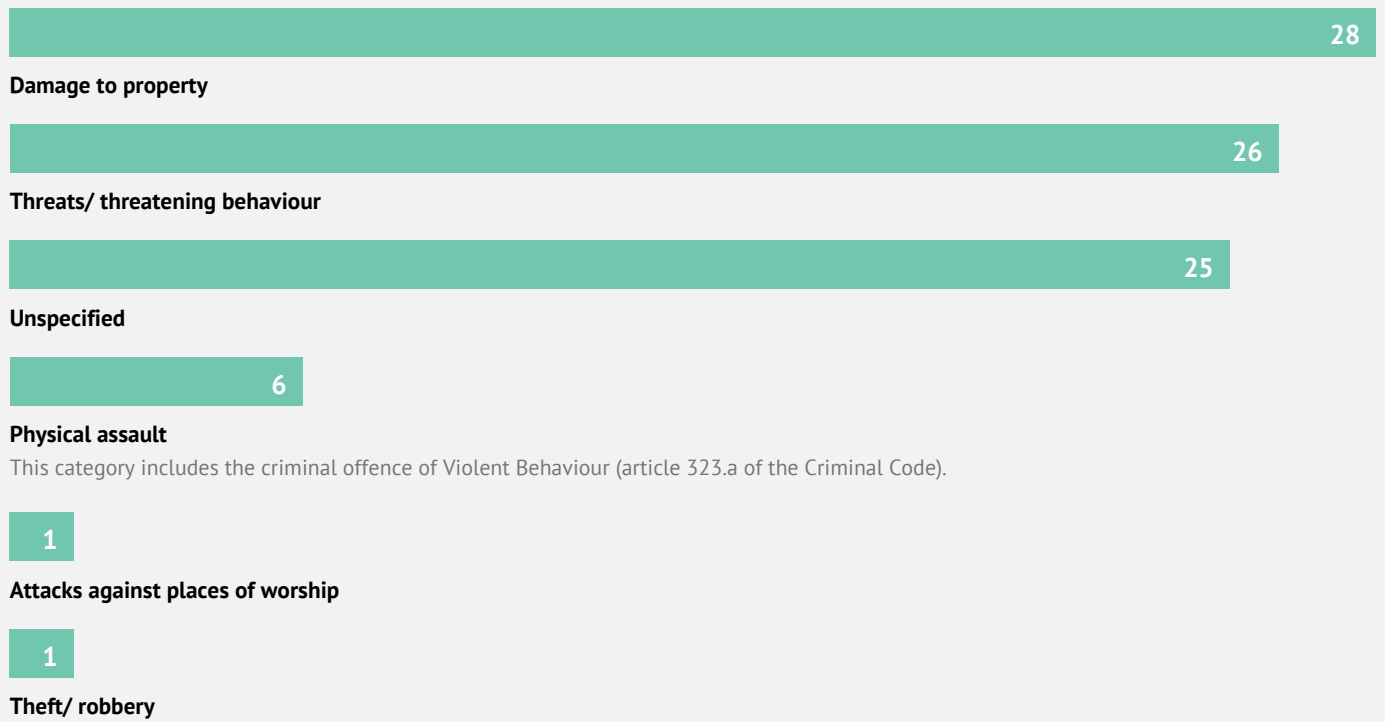 28
Damage to property
26
Threats/ threatening behaviour
25
Unspecified
6
Physical assault
This category includes the criminal offence of Violent Behaviour (article 323.a of the Criminal Code).
1
Attacks against places of worship
1
Theft/ robbery